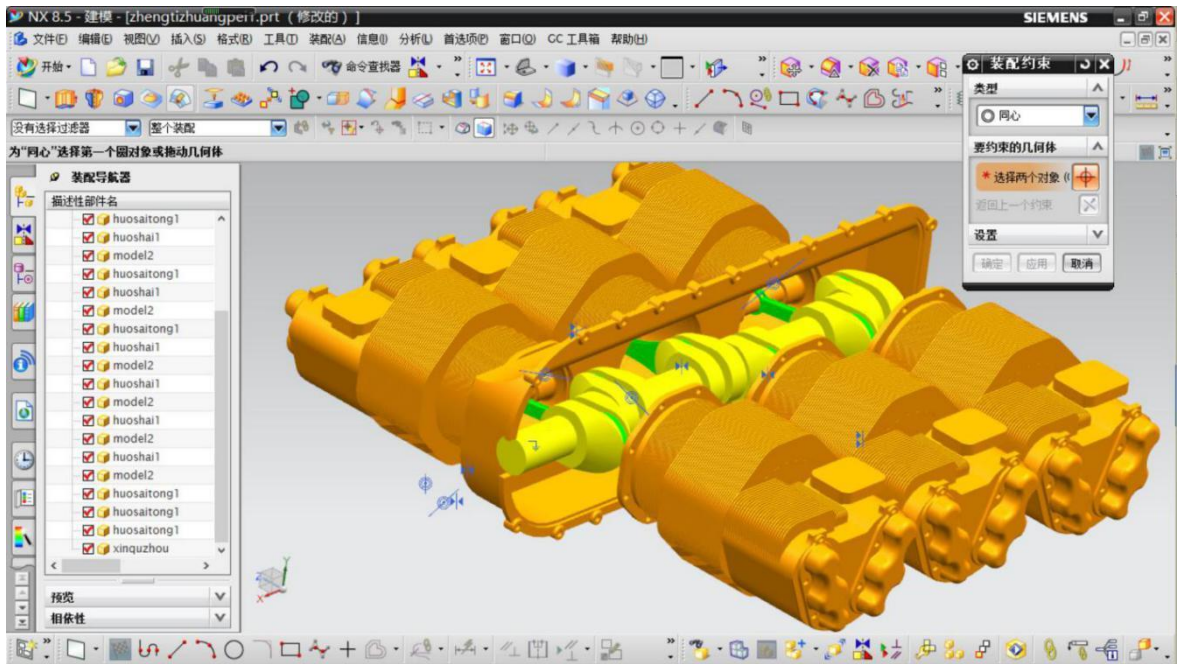 NX 8.5 - 建模 - [zhengtizhuangpei1.prt （修改的）]
SIEMENS
文件(F) 编辑(E) 视图(V) 插入(S) 格式(R) 工具(T) 装配(A) 信息(I) 分析(L) 首选项(P) 窗口(O) GC 工具箱 帮助(H)
开始 命令查找器
没有选择过滤器 整个装配
为“同心”选择第一个圆对象或拖动几何体
装配导航器
描述性部件名
huosaitong1
huoshai1
model2
huosaitong1
huoshai1
model2
huosaitong1
huoshai1
model2
huoshai1
model2
huoshai1
model2
huoshai1
model2
huosaitong1
huosaitong1
huosaitong1
xinquzhou
预览
相依性
装配约束
类型
同心
要约束的几何体
* 选择两个对象 (
返回上一个约束
设置
确定 应用 取消
Y
Z
X